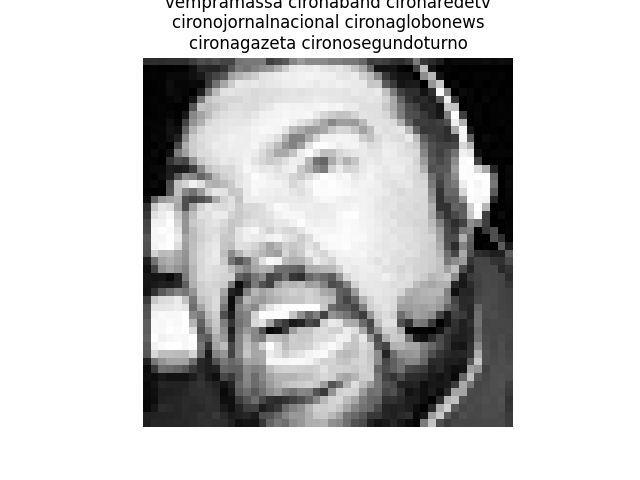 vempramassa cironaband cironaredetv
cironojornalnacional cironaglobonews
cironagazeta cironosegundoturno